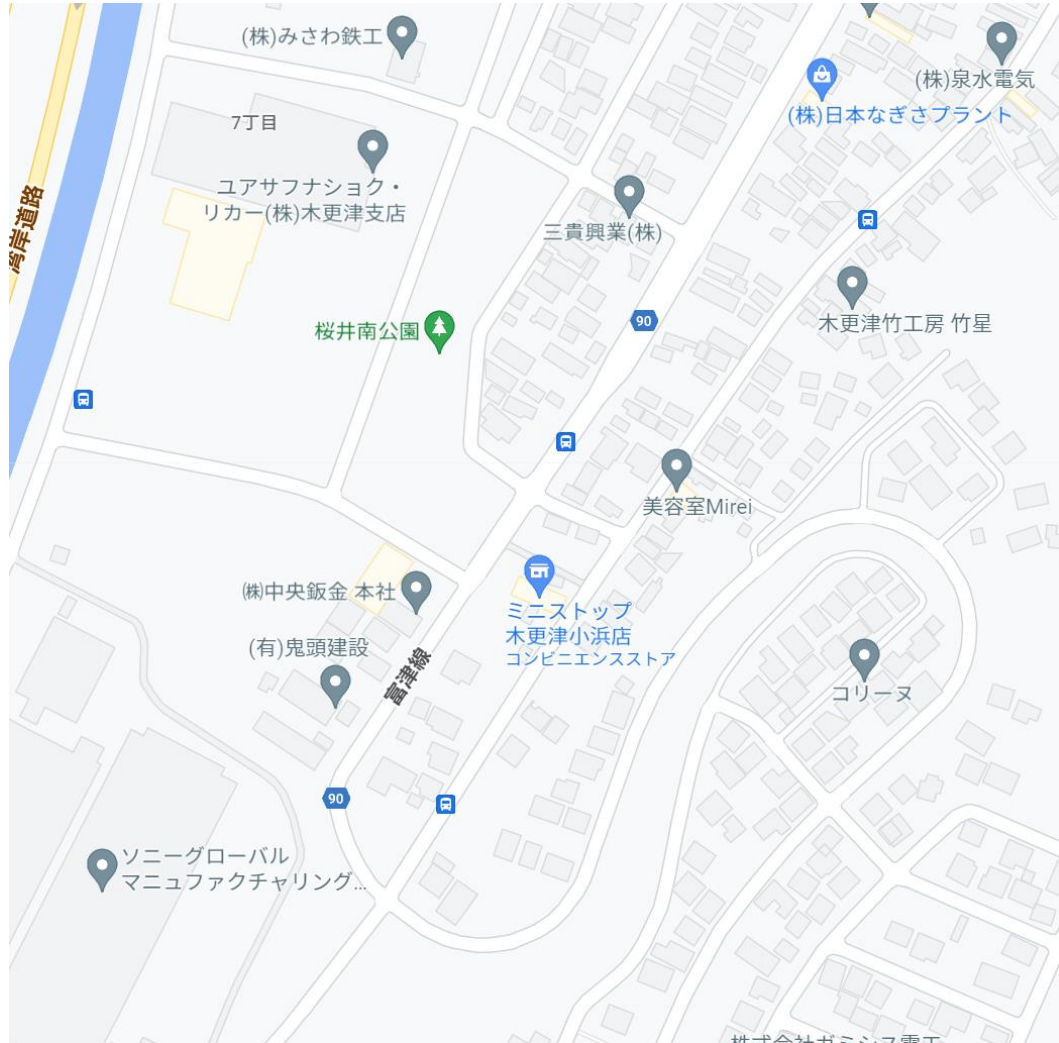 (株)みさわ鉄工
(株)泉水電気
(株)日本なぎさプラント
7丁目
ユアサフナショク・
リカー(株)木更津支店
湾岸道路
三貴興業(株)
木更津竹工房 竹星
90
桜井南公園
美容室Mirei
㈱中央鈑金 本社
ミニストップ
木更津小浜店
コンビニエンスストア
(有)鬼頭建設
富津線
コリーヌ
90
ソニーグローバル
マニュファクチャリング...